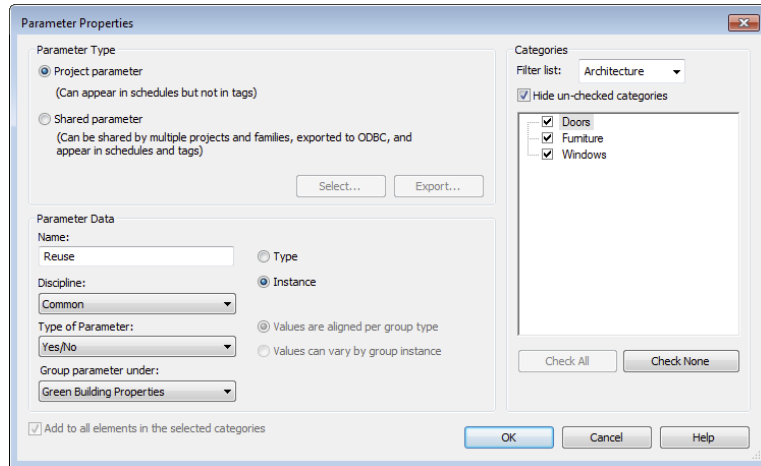 Parameter Properties
Parameter Type
Project parameter
(Can appear in schedules but not in tags)
Shared parameter
(Can be shared by multiple projects and families, exported to ODBC, and
appear in schedules and tags)
Select...
Export...
Parameter Data
Name:
Reuse
Type
Discipline:
Instance
Common
Type of Parameter:
Values are aligned per group type
Yes/No
Values can vary by group instance
Group parameter under:
Green Building Properties
Add to all elements in the selected categories
Categories
Filter list:
Architecture
Hide un-checked categories
Doors
Furniture
Windows
Check All
Check None
OK
Cancel
Help